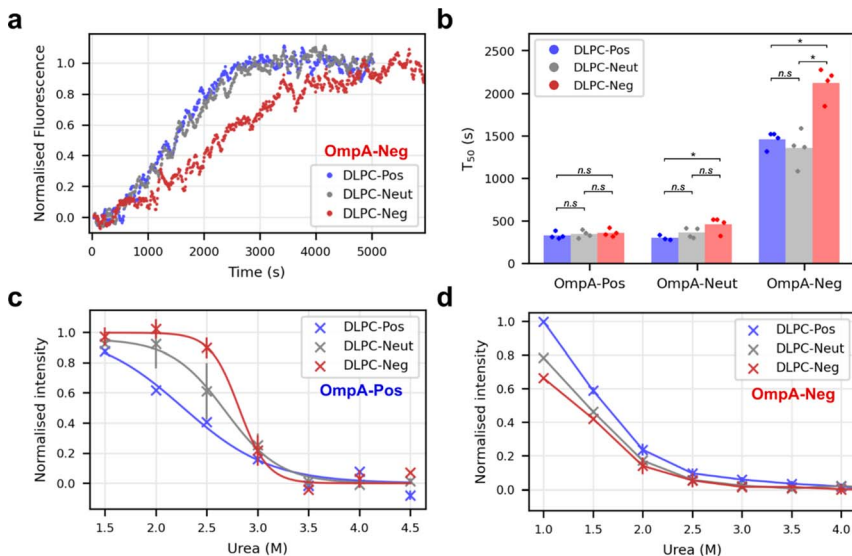 a
Normalised Fluorescence
1.0
0.8
0.6
0.4
0.2
0.0
OmpA-Neg
DLPC-Pos
DLPC-Neut
DLPC-Neg
0 1000 2000 3000 4000 5000
Time (s)
b
T50 (s)
2500
2000
1500
1000
500
0
DLPC-Pos
DLPC-Neut
DLPC-Neg
n.s
n.s
n.s
*
n.s
n.s
*
*
n.s
OmpA-Pos OmpA-Neut OmpA-Neg
c
Normalised intensity
1.0
0.8
0.6
0.4
0.2
0.0
DLPC-Pos
DLPC-Neut
DLPC-Neg
OmpA-Pos
1.5 2.0 2.5 3.0 3.5 4.0 4.5
Urea (M)
d
Normalised intensity
1.0
0.8
0.6
0.4
0.2
0.0
DLPC-Pos
DLPC-Neut
DLPC-Neg
OmpA-Neg
1.0 1.5 2.0 2.5 3.0 3.5 4.0
Urea (M)